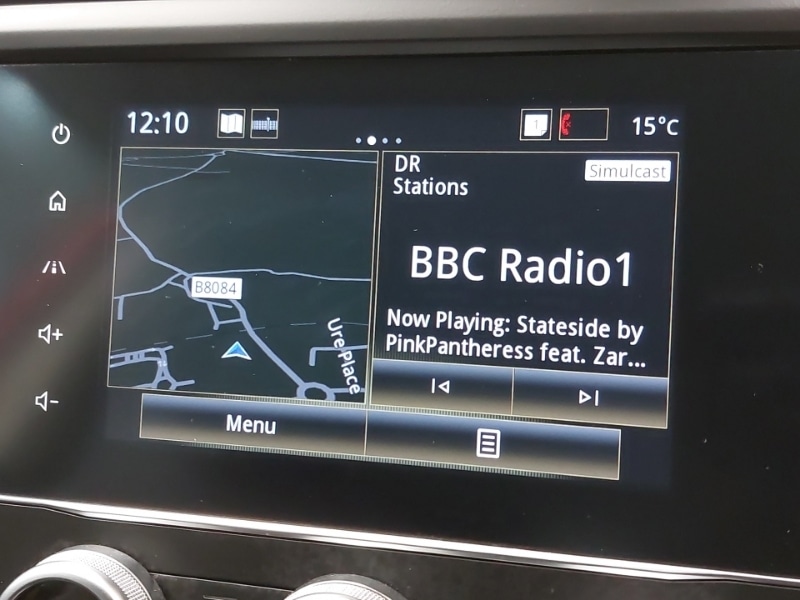 12:10
1
15°C
DR
Stations
Simulcast
BBC Radio1
Now Playing: Stateside by
PinkPantheress feat. Zar...
B8084
Ure Place
Menu